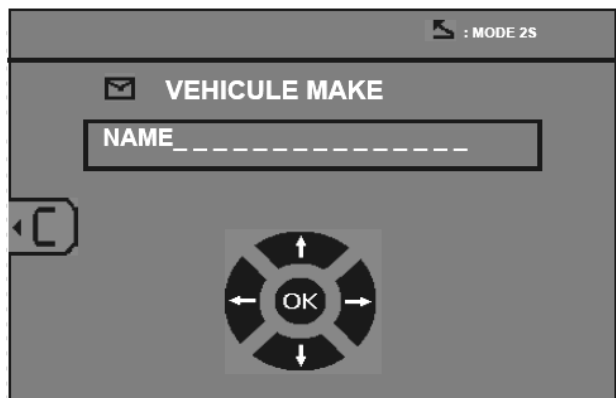 : MODE 2S
VEHICULE MAKE
NAME_ _ _ _ _ _ _ _ _ _ _ _ _ _ _
C
OK